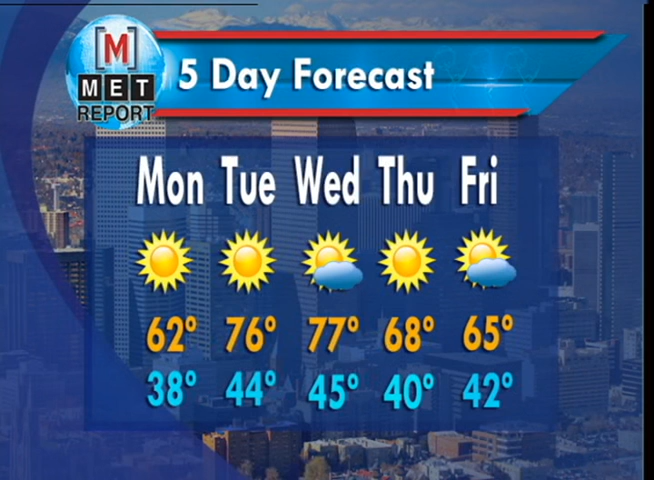 [M]
MET
REPORT
5 Day Forecast
Mon Tue Wed Thu Fri
62° 76° 77° 68° 65°
38° 44° 45° 40° 42°